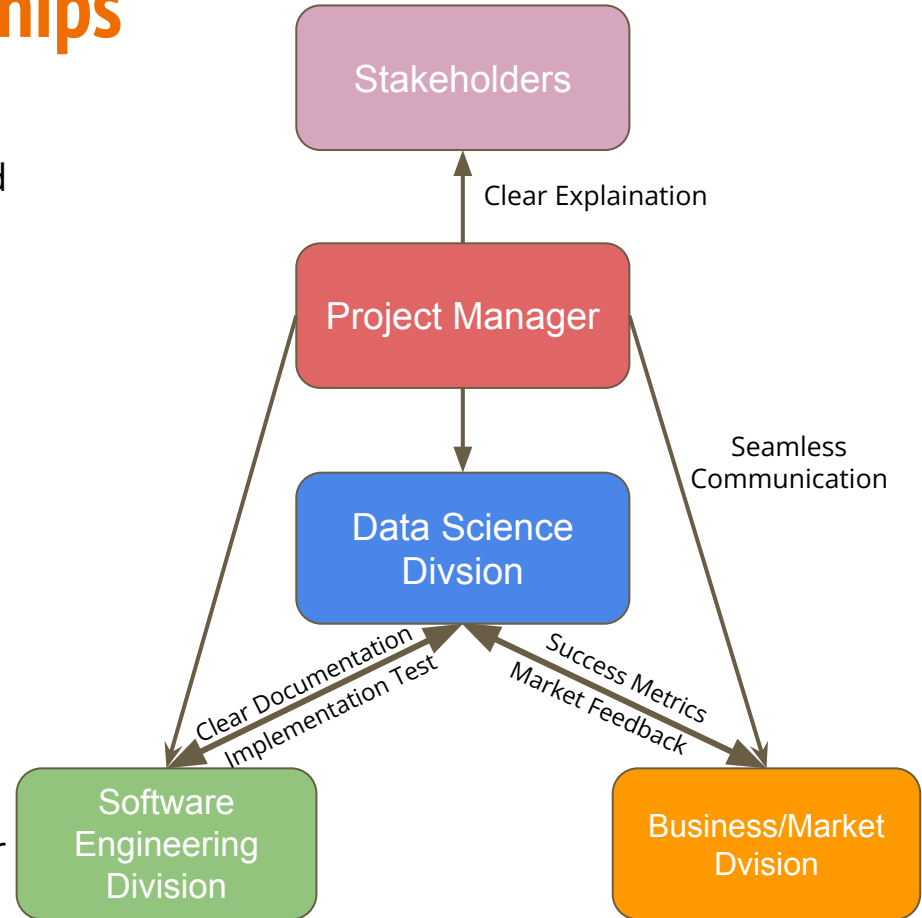 hips
d
Stakeholders
Clear Explaination
Project Manager
Seamless
Communication
Data Science
Divsion
Clear Documentation
Implementation Test
Success Metrics
Market Feedback
Software
Engineering
Division
Business/Market
Dvision
r